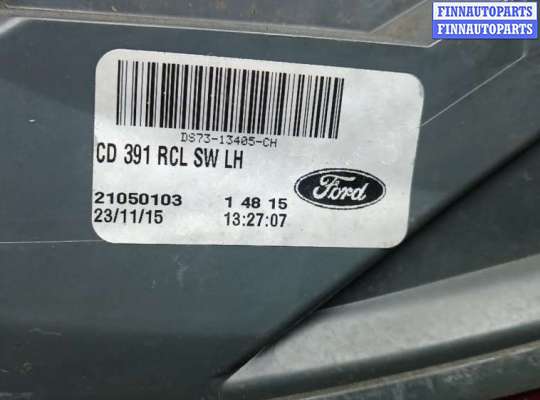 FINNAUTOPARTS
FINNAUTOPARTS
DS73-13405-CH
CD 391 RCL SW LH
21050103 1 48 15
23/11/15 13:27:07
Ford